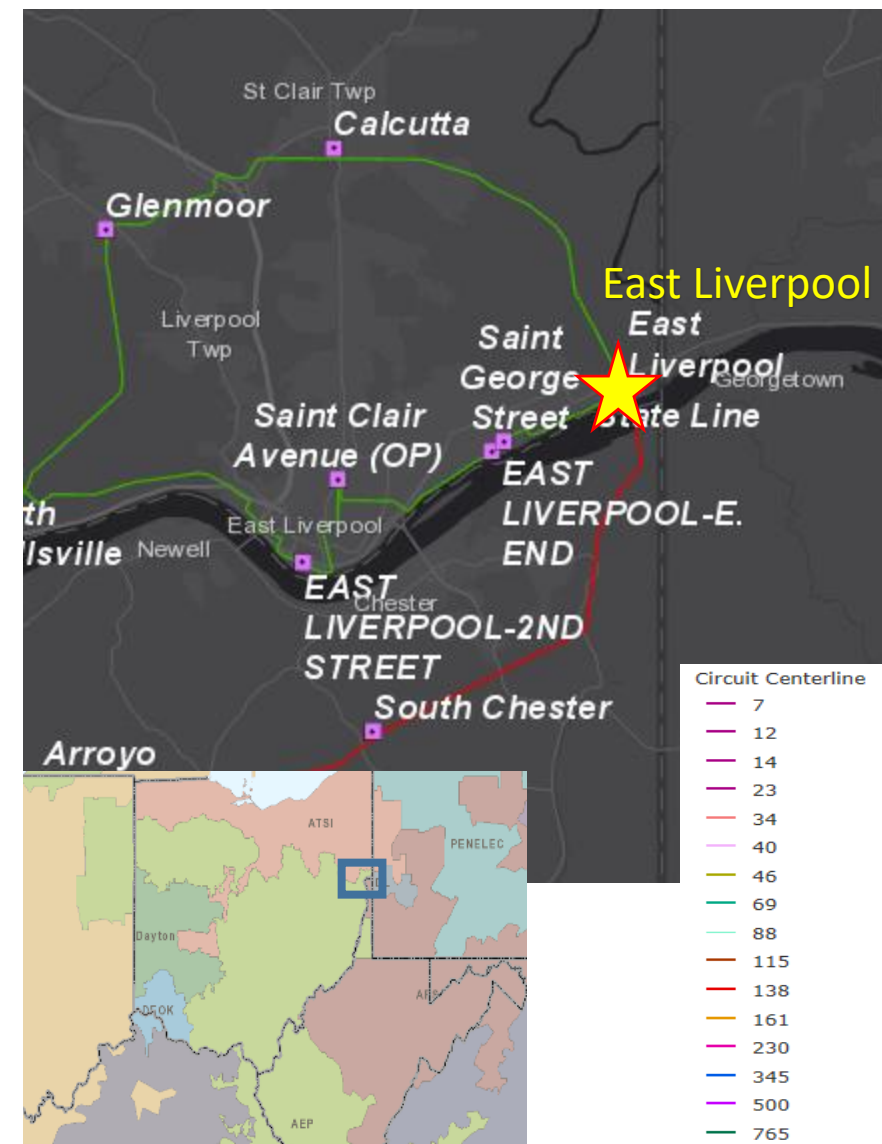 St Clair Twp
Calcutta
Glenmoor
East Liverpool
Liverpool
Twp
Saint
George
Street
East
Liverpool
State Line
Georgetown
Saint Clair
Avenue (OP)
EAST
LIVERPOOL-E.
END
th
llsville
Newell
East Liverpool
EAST
LIVERPOOL-2ND
STREET
Chester
South Chester
Arroyo
Circuit Centerline
7
12
14
23
34
40
46
69
88
115
138
161
230
345
500
765
ATSI
PENELEC
Dayton
DEOK
AEP